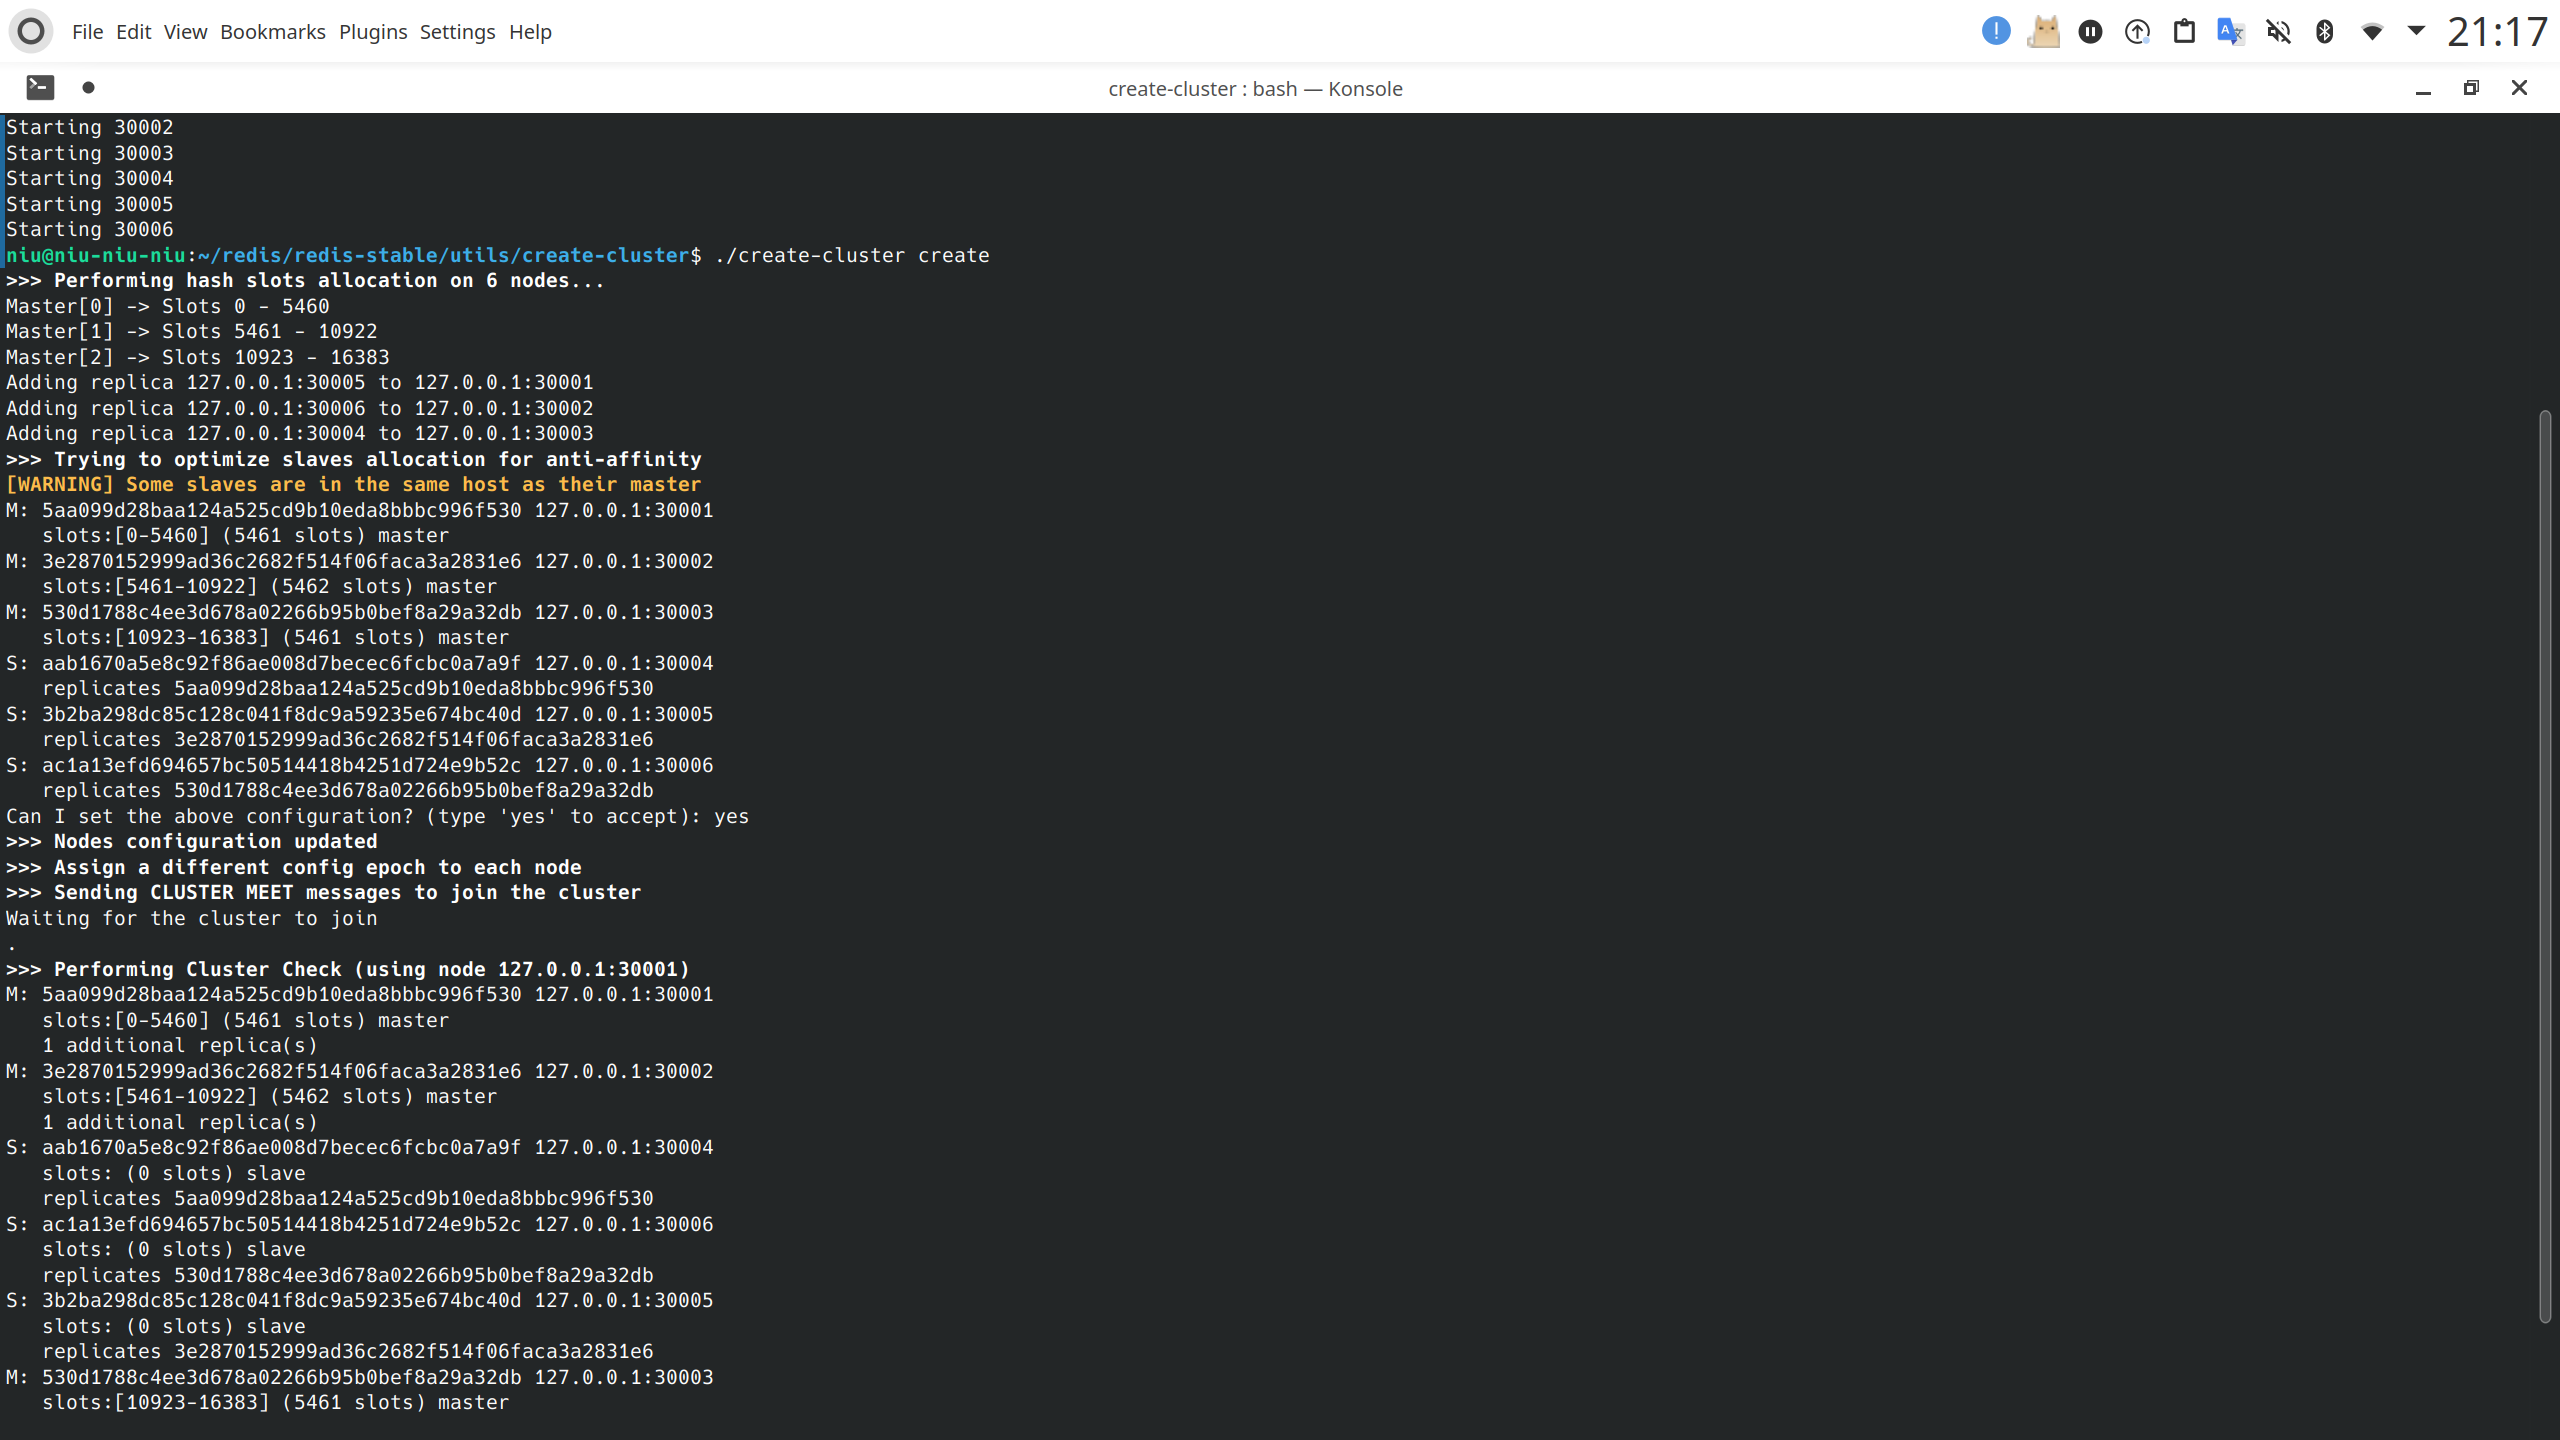 File Edit View Bookmarks Plugins Settings Help
21:17
create-cluster : bash — Konsole
Starting 30002
Starting 30003
Starting 30004
Starting 30005
Starting 30006
niu@niu-niu-niu:~/redis/redis-stable/utils/create-cluster$ ./create-cluster create
>>> Performing hash slots allocation on 6 nodes...
Master[0] -> Slots 0 - 5460
Master[1] -> Slots 5461 - 10922
Master[2] -> Slots 10923 - 16383
Adding replica 127.0.0.1:30005 to 127.0.0.1:30001
Adding replica 127.0.0.1:30006 to 127.0.0.1:30002
Adding replica 127.0.0.1:30004 to 127.0.0.1:30003
>>> Trying to optimize slaves allocation for anti-affinity
[WARNING] Some slaves are in the same host as their master
M: 5aa099d28baa124a525cd9b10eda8bbbc996f530 127.0.0.1:30001
   slots:[0-5460] (5461 slots) master
M: 3e2870152999ad36c2682f514f06faca3a2831e6 127.0.0.1:30002
   slots:[5461-10922] (5462 slots) master
M: 530d1788c4ee3d678a02266b95b0bef8a29a32db 127.0.0.1:30003
   slots:[10923-16383] (5461 slots) master
S: aab1670a5e8c92f86ae008d7becec6fcbc0a7a9f 127.0.0.1:30004
   replicates 5aa099d28baa124a525cd9b10eda8bbbc996f530
S: 3b2ba298dc85c128c041f8dc9a59235e674bc40d 127.0.0.1:30005
   replicates 3e2870152999ad36c2682f514f06faca3a2831e6
S: ac1a13efd694657bc50514418b4251d724e9b52c 127.0.0.1:30006
   replicates 530d1788c4ee3d678a02266b95b0bef8a29a32db
Can I set the above configuration? (type 'yes' to accept): yes
>>> Nodes configuration updated
>>> Assign a different config epoch to each node
>>> Sending CLUSTER MEET messages to join the cluster
Waiting for the cluster to join
.
>>> Performing Cluster Check (using node 127.0.0.1:30001)
M: 5aa099d28baa124a525cd9b10eda8bbbc996f530 127.0.0.1:30001
   slots:[0-5460] (5461 slots) master
   1 additional replica(s)
M: 3e2870152999ad36c2682f514f06faca3a2831e6 127.0.0.1:30002
   slots:[5461-10922] (5462 slots) master
   1 additional replica(s)
S: aab1670a5e8c92f86ae008d7becec6fcbc0a7a9f 127.0.0.1:30004
   slots: (0 slots) slave
   replicates 5aa099d28baa124a525cd9b10eda8bbbc996f530
S: ac1a13efd694657bc50514418b4251d724e9b52c 127.0.0.1:30006
   slots: (0 slots) slave
   replicates 530d1788c4ee3d678a02266b95b0bef8a29a32db
S: 3b2ba298dc85c128c041f8dc9a59235e674bc40d 127.0.0.1:30005
   slots: (0 slots) slave
   replicates 3e2870152999ad36c2682f514f06faca3a2831e6
M: 530d1788c4ee3d678a02266b95b0bef8a29a32db 127.0.0.1:30003
   slots:[10923-16383] (5461 slots) master